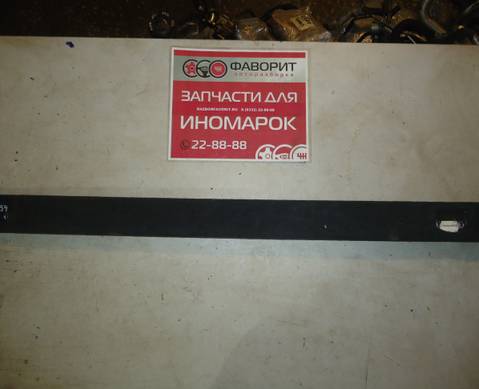 ФАВОРИТ
авторазборка
ЗАПЧАСТИ ДЛЯ
ИНОМАРОК
22-88-88